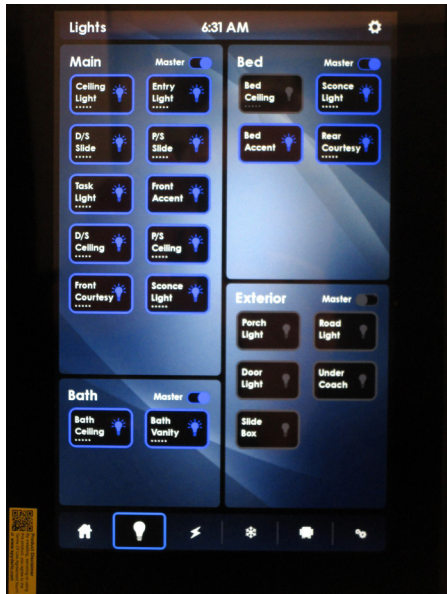 Lights
6:31 AM
Main
Master
Ceiling
Light
Entry
Light
D/S
Slide
P/S
Slide
Task
Light
Front
Accent
D/S
Ceiling
P/S
Ceiling
Front
Courtesy
Sconce
Light
Bed
Master
Bed
Ceiling
Sconce
Light
Bed
Accent
Rear
Courtesy
Bath
Master
Bath
Ceiling
Bath
Vanity
Exterior
Master
Porch
Light
Road
Light
Door
Light
Under
Coach
Slide
Box
Product Disclaimer